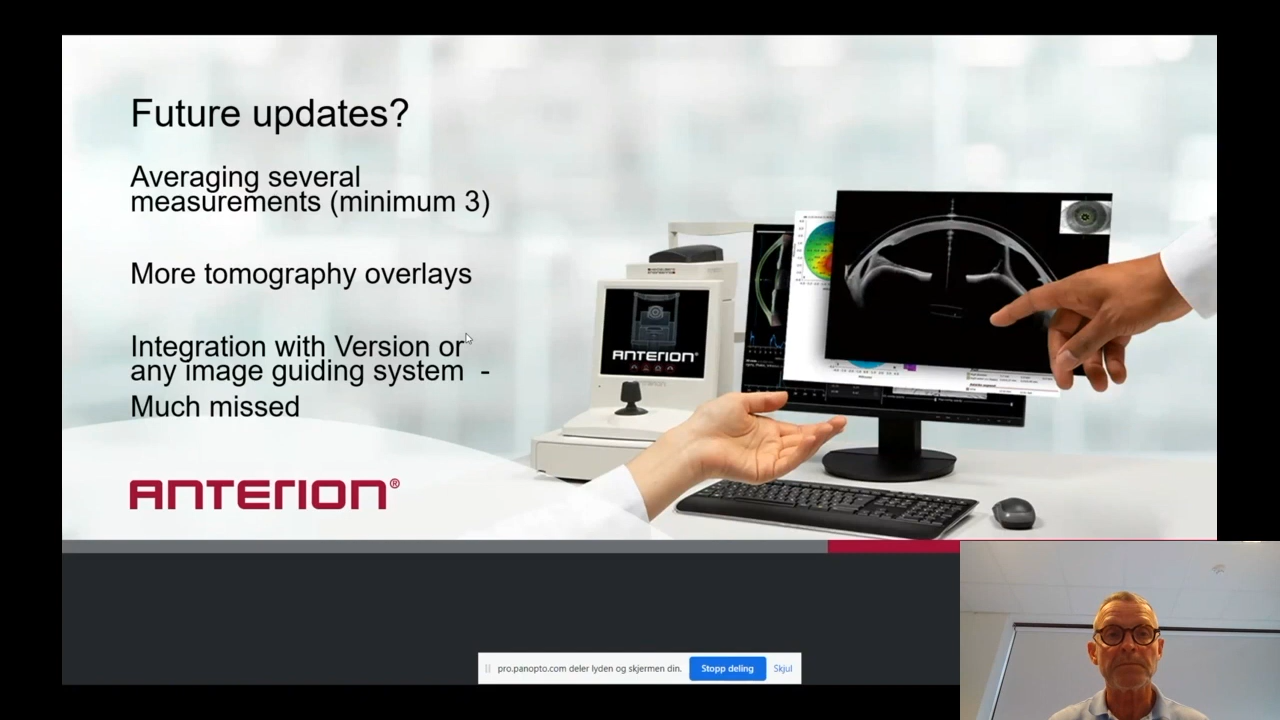 Future updates?
Averaging several
measurements (minimum 3)
More tomography overlays
Integration with Version or
any image guiding system -
Much missed
ANTERION®
ANTERION®
pro.panopto.com deler lyden og skjermen din.
Stopp deling
Skjul